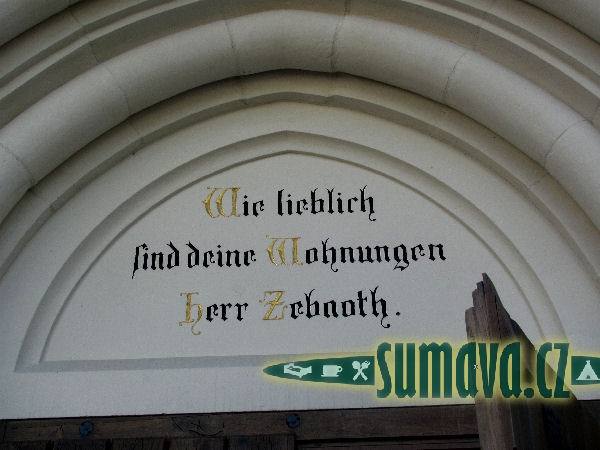 Wie lieblich
sind deine Wohnungen
Herr Zebaoth.
sumava.cz